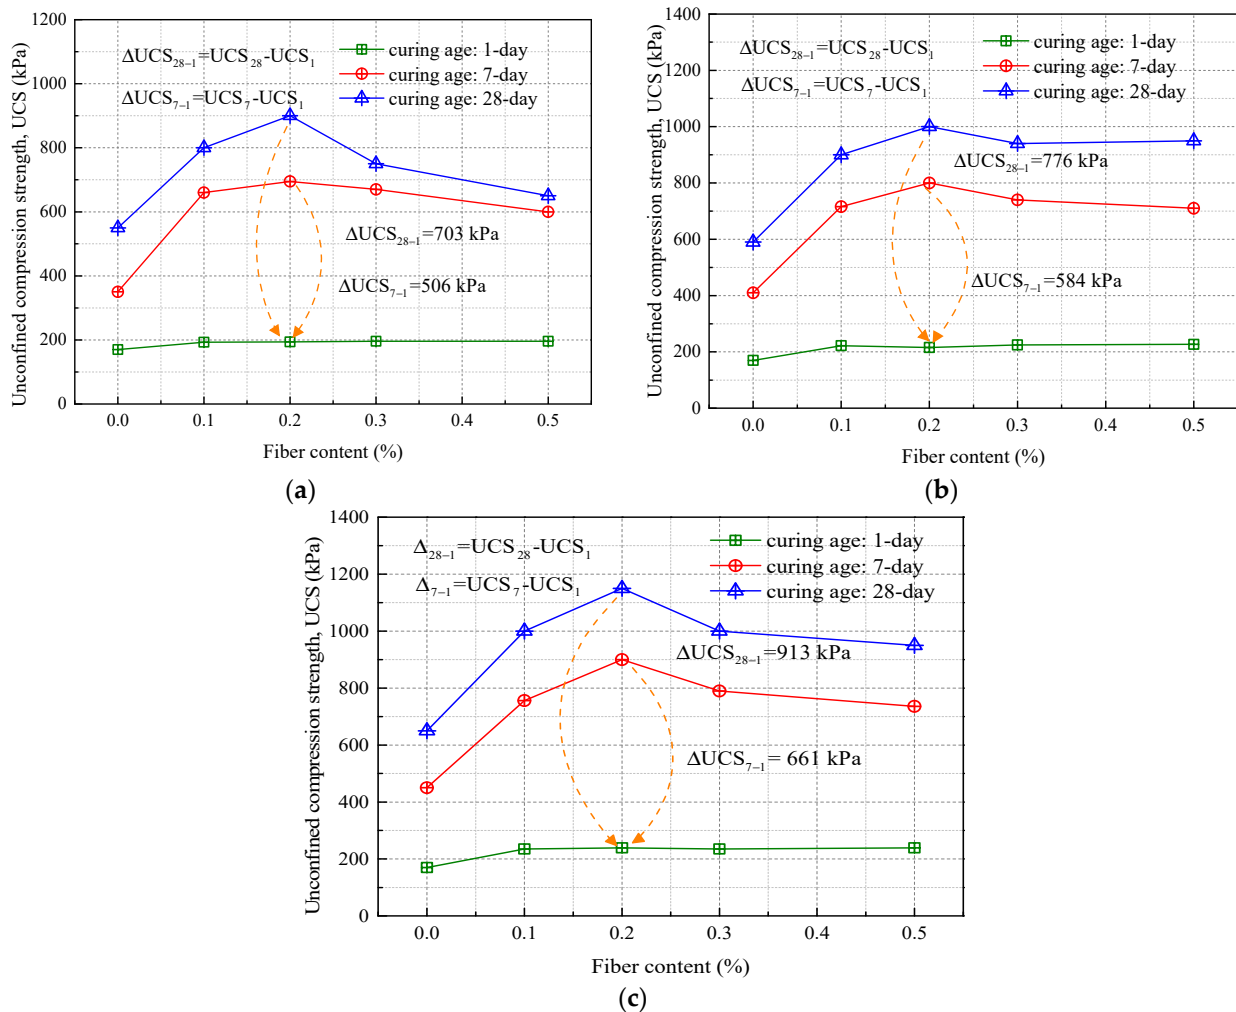 Unconfined compression strength, UCS (kPa)
1200
1000
800
600
400
200
0
ΔUCS28−1=UCS28-UCS1
ΔUCS7−1=UCS7-UCS1
curing age: 1-day
curing age: 7-day
curing age: 28-day
ΔUCS28−1=703 kPa
ΔUCS7−1=506 kPa
0.0 0.1 0.2 0.3 0.4 0.5
Fiber content (%)
(a)
Unconfined compression strength, UCS (kPa)
1400
1200
1000
800
600
400
200
0
ΔUCS28−1=UCS28-UCS1
ΔUCS7−1=UCS7-UCS1
curing age: 1-day
curing age: 7-day
curing age: 28-day
ΔUCS28−1=776 kPa
ΔUCS7−1=584 kPa
0.0 0.1 0.2 0.3 0.4 0.5
Fiber content (%)
(b)
Unconfined compression strength, UCS (kPa)
1400
1200
1000
800
600
400
200
0
Δ28−1=UCS28-UCS1
Δ7−1=UCS7-UCS1
curing age: 1-day
curing age: 7-day
curing age: 28-day
ΔUCS28−1=913 kPa
ΔUCS7−1= 661 kPa
0.0 0.1 0.2 0.3 0.4 0.5
Fiber content (%)
(c)